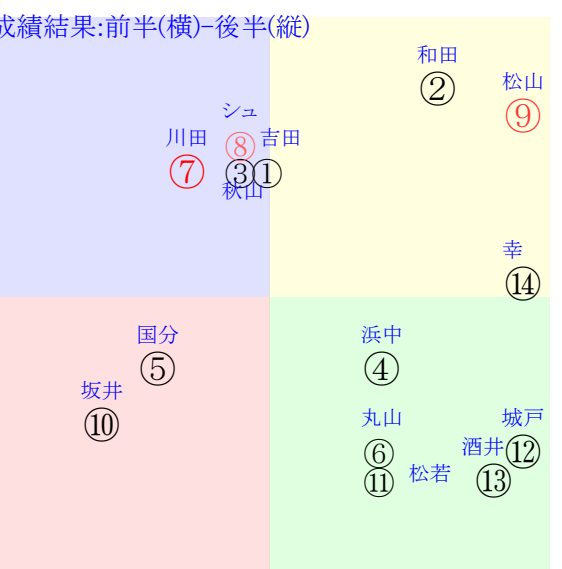 成績結果:前半(横)-後半(縦)
和田
②
松山
⑨
シュ
川田
⑧
吉田
⑦
③
①
秋山
幸
⑭
国分
浜中
⑤
④
坂井
丸山
城戸
⑩
⑥
酒井
⑫
⑪
松若
⑬